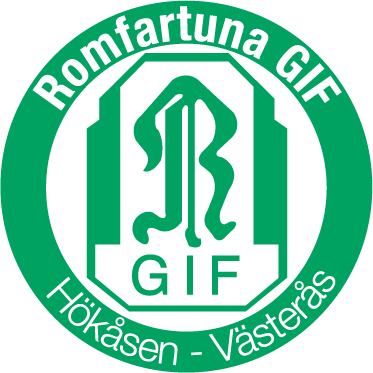 Romfartuna GIF
R
GIF
Hökåsen - Västerås